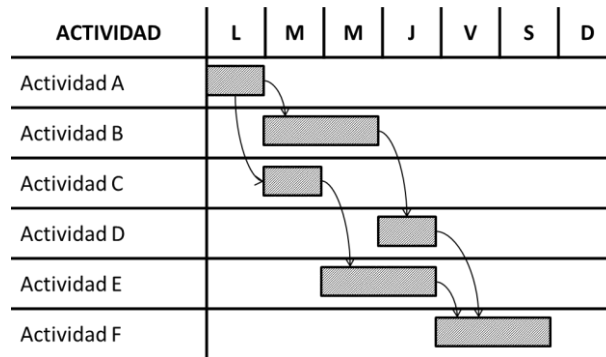 ACTIVIDAD L M M J V S D
Actividad A
Actividad B
Actividad C
Actividad D
Actividad E
Actividad F